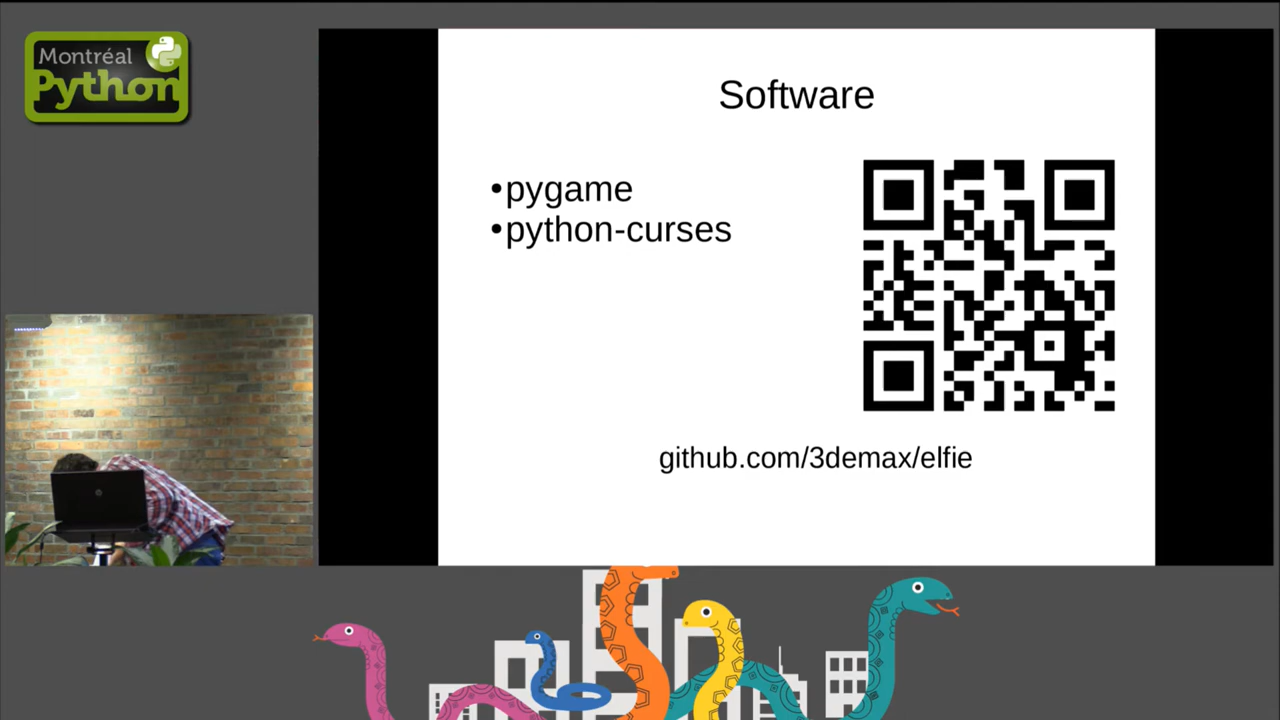 Montréal
Python
Software
•pygame
•python-curses
github.com/3demax/elfie